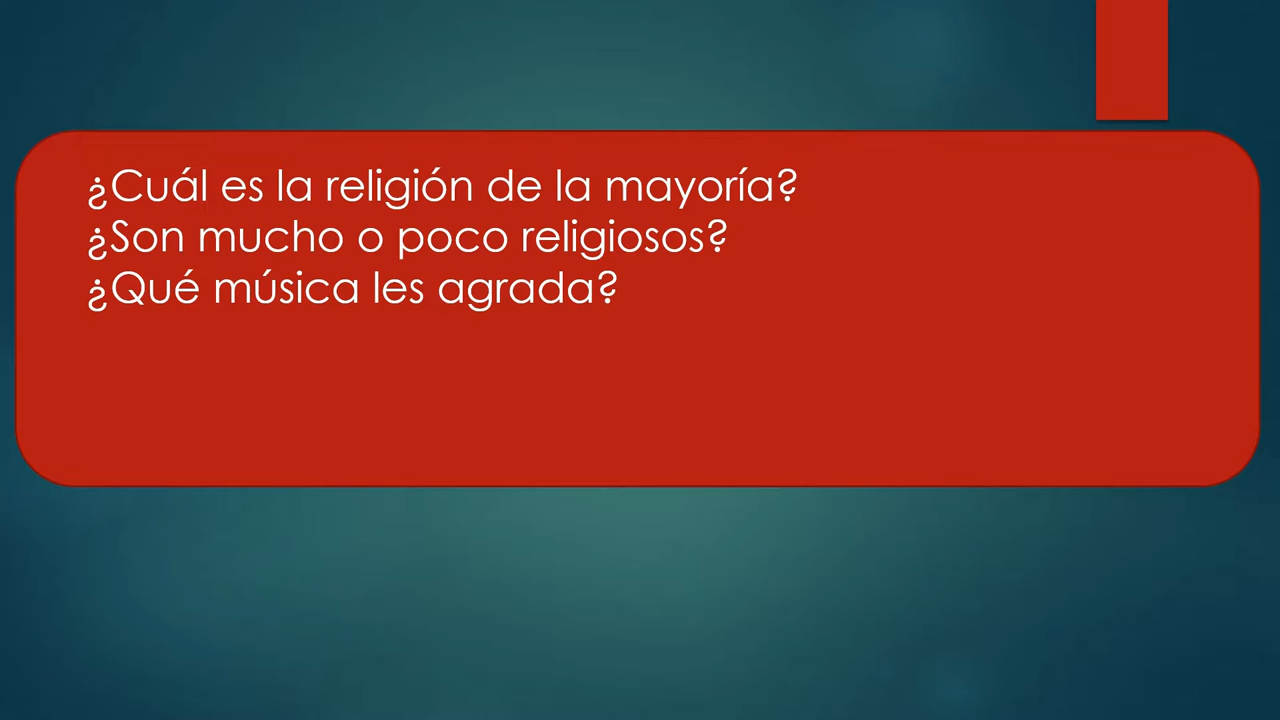 ¿Cuál es la religión de la mayoría?
¿Son mucho o poco religiosos?
¿Qué música les agrada?